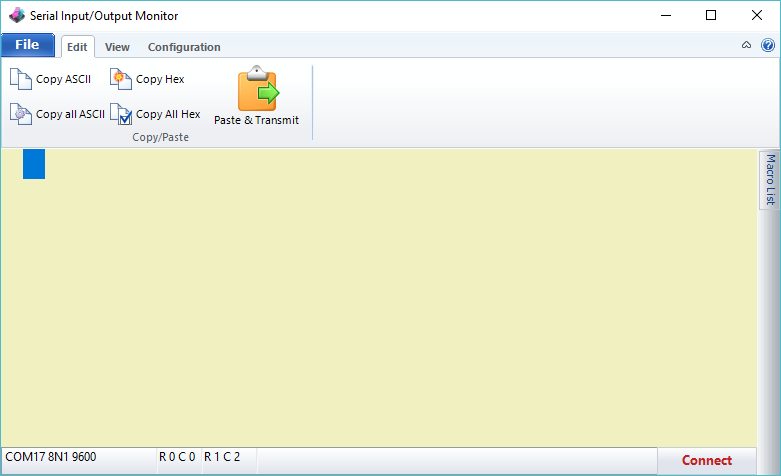 Serial Input/Output Monitor
File Edit View Configuration
Copy ASCII Copy Hex
Copy all ASCII Copy All Hex Paste & Transmit
Copy/Paste
Macro List
COM17 8N1 9600 R 0 C 0 R 1 C 2 Connect